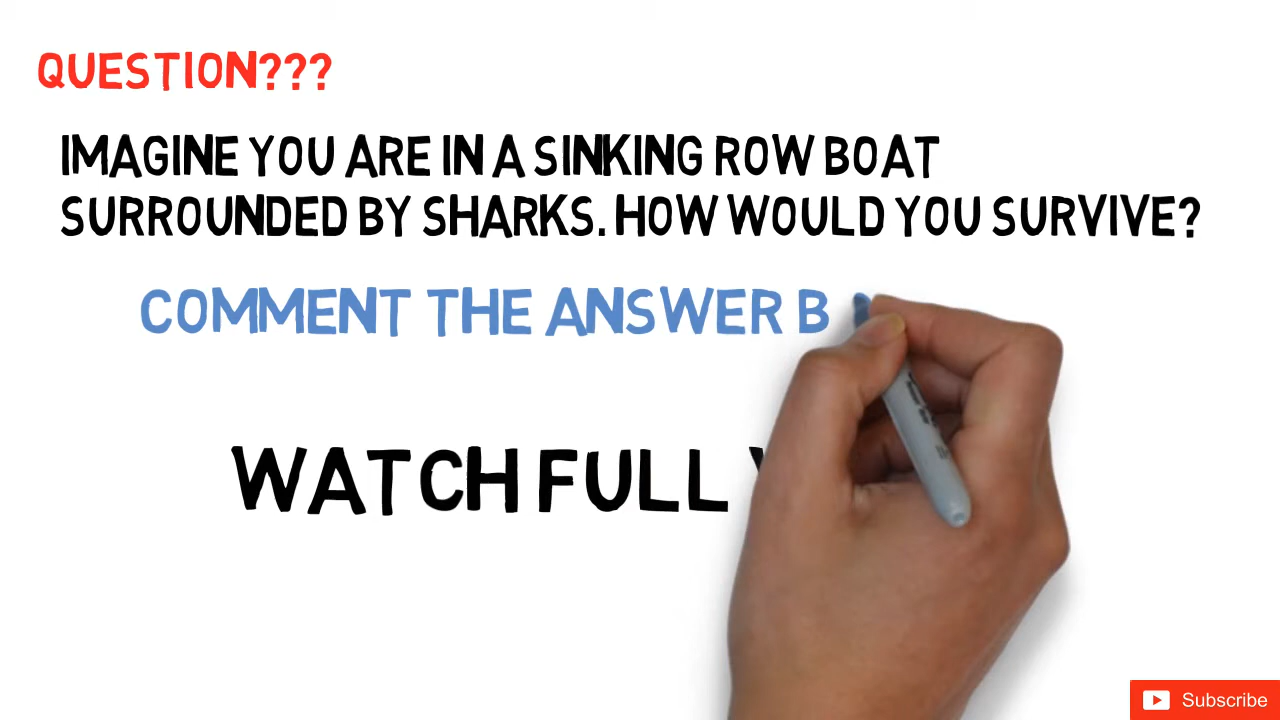 QUESTION???
IMAGINE YOU ARE IN A SINKING ROW BOAT
SURROUNDED BY SHARKS. HOW WOULD YOU SURVIVE?
COMMENT THE ANSWER B
WATCH FULL
Subscribe